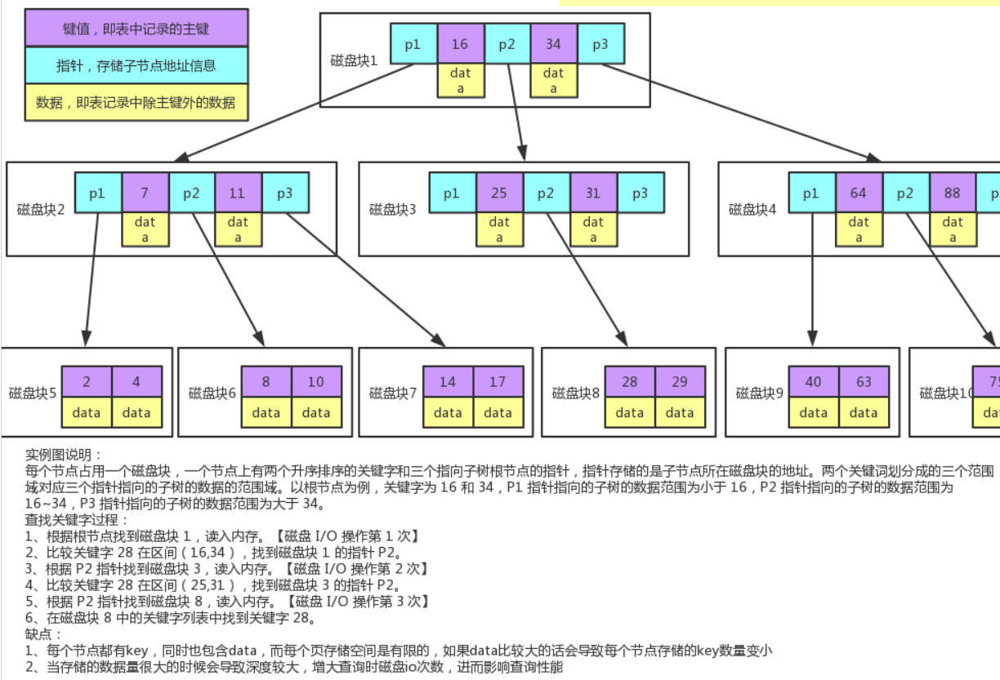 键值，即表中记录的主键
指针，存储子节点地址信息
数据，即表记录中除主键外的数据
磁盘块1
p1 16 p2 34 p3
dat
a
dat
a
磁盘块2
p1 7 p2 11 p3
dat
a
dat
a
磁盘块3
p1 25 p2 31 p3
dat
a
dat
a
磁盘块4
p1 64 p2 88 p
dat
a
dat
a
磁盘块5
2 4
data data
磁盘块6
8 10
data data
磁盘块7
14 17
data data
磁盘块8
28 29
data data
磁盘块9
40 63
data data
磁盘块10
实例图说明：
每个节点占用一个磁盘块，一个节点上有两个升序排序的关键字和三个指向子树根节点的指针，指针存储的是子节点所在磁盘块的地址。两个关键词划分成的三个范围
域对应三个指针指向的子树的数据的范围域。以根节点为例，关键字为 16 和 34，P1 指针指向的子树的数据范围为小于 16，P2 指针指向的子树的数据范围为
16~34，P3 指针指向的子树的数据范围为大于 34。
查找关键字过程：
1、根据根节点找到磁盘块 1，读入内存。【磁盘 I/O 操作第 1 次】
2、比较关键字 28 在区间（16,34），找到磁盘块 1 的指针 P2。
3、根据 P2 指针找到磁盘块 3，读入内存。【磁盘 I/O 操作第 2 次】
4、比较关键字 28 在区间（25,31），找到磁盘块 3 的指针 P2。
5、根据 P2 指针找到磁盘块 8，读入内存。【磁盘 I/O 操作第 3 次】
6、在磁盘块 8 中的关键字列表中找到关键字 28。
缺点：
1、每个节点都有key，同时也包含data，而每个页存储空间是有限的，如果data比较大的话会导致每个节点存储的key数量变小
2、当存储的数据量很大的时候会导致深度较大，增大查询时磁盘io次数，进而影响查询性能